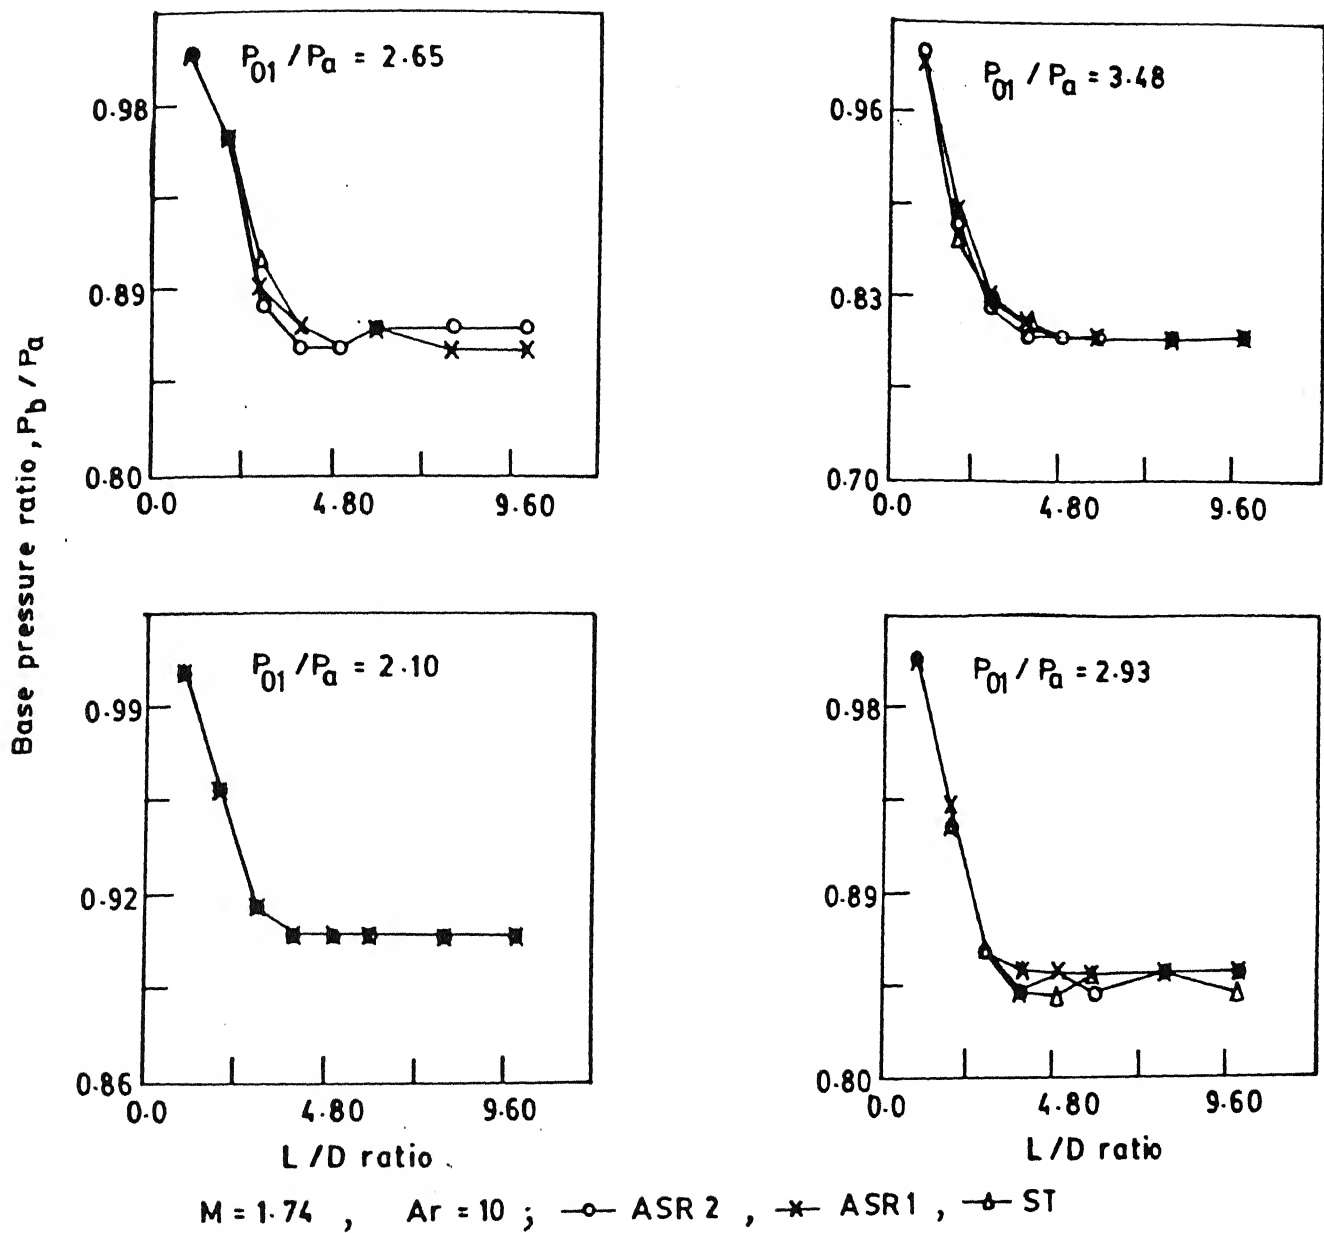 P01 / Pa = 2.65
0.98
0.89
0.80
0.0 4.80 9.60
P01 / Pa = 3.48
0.96
0.83
0.70
0.0 4.80 9.60
Base pressure ratio, Pb / Pa
P01 / Pa = 2.10
0.99
0.92
0.86
0.0 4.80 9.60
L/D ratio
P01 / Pa = 2.93
0.98
0.89
0.80
0.0 4.80 9.60
L/D ratio
M = 1.74 , Ar = 10 ; ASR 2 , ASR 1 , ST